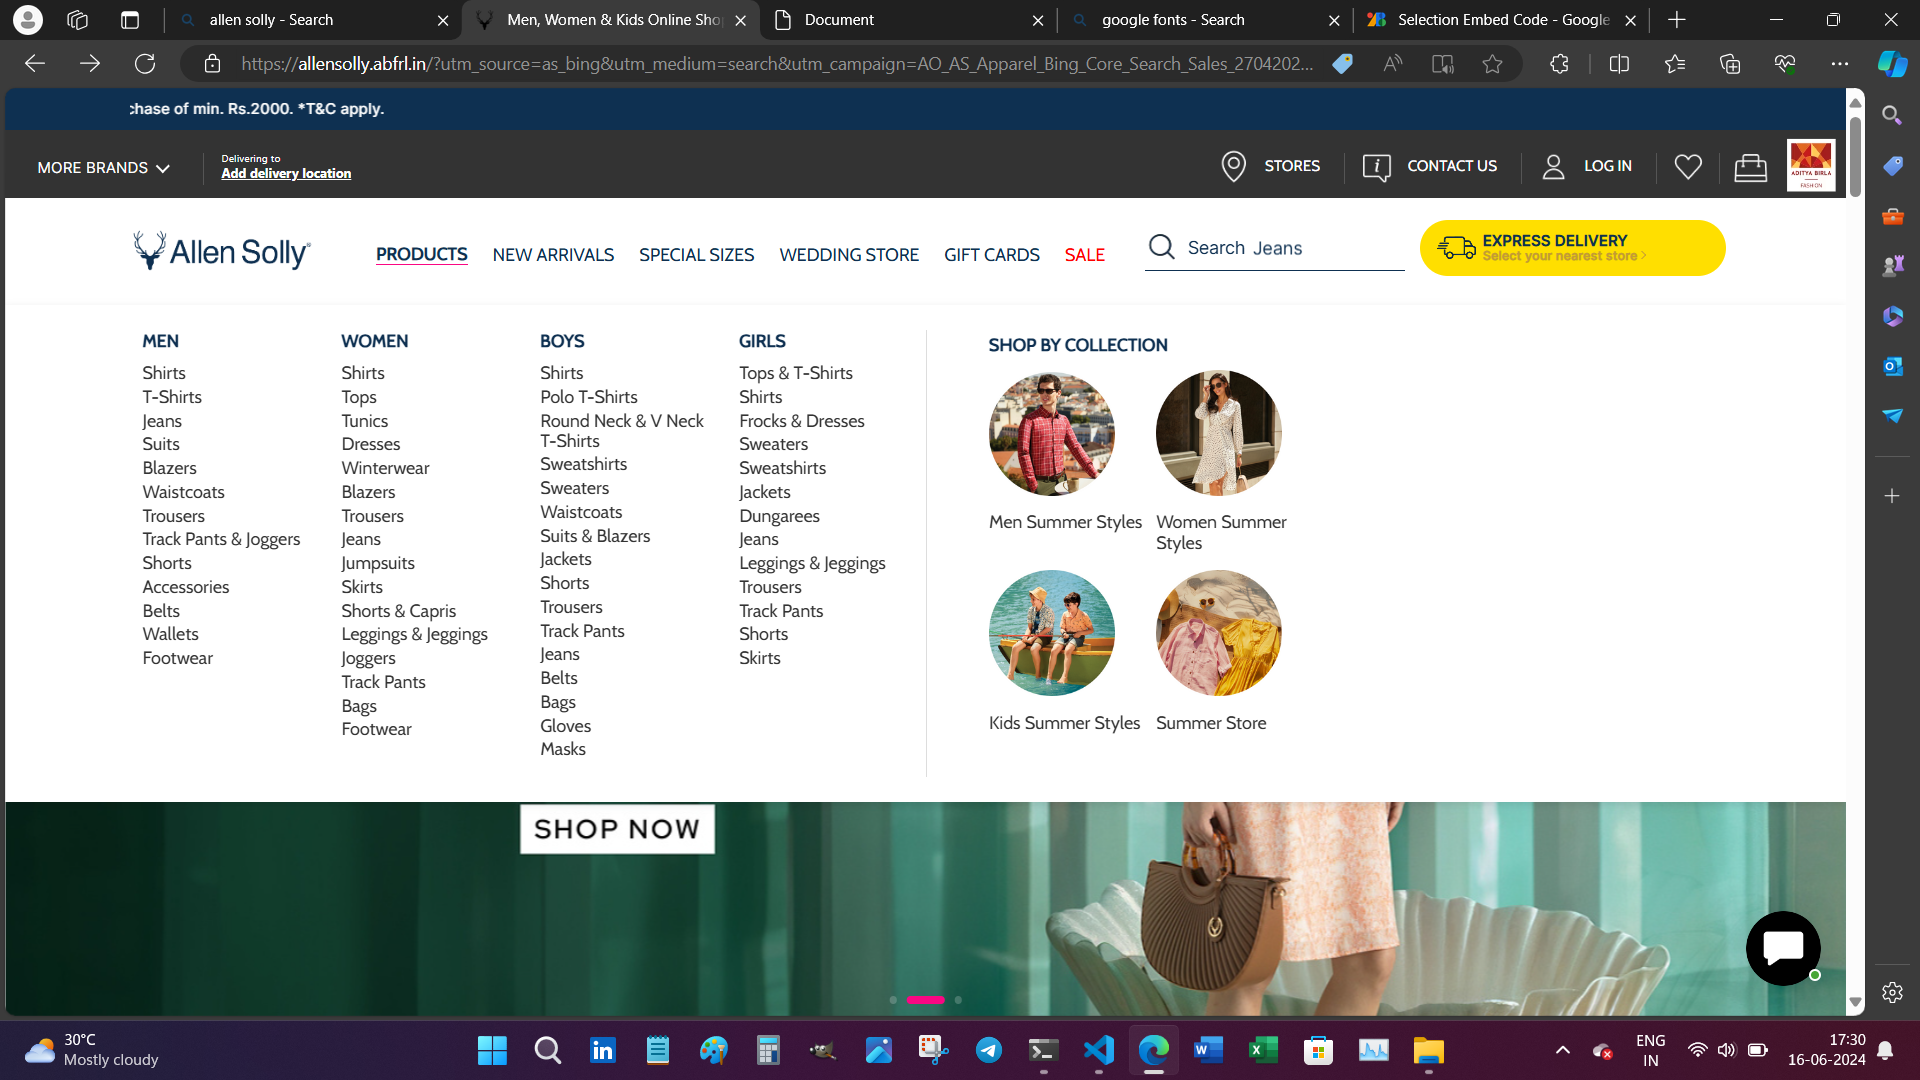 allen solly - Search
Men, Women & Kids Online Sho
Document
google fonts - Search
Selection Embed Code - Google
https://allensolly.abfrl.in/?utm_source=as_bing&utm_medium=search&utm_campaign=AO_AS_Apparel_Bing_Core_Search_Sales_2704202...
chase of min. Rs.2000. *T&C apply.
MORE BRANDS
Delivering to
Add delivery location
STORES
CONTACT US
LOG IN
ADITYA BIRLA
FASHION
Allen Solly
PRODUCTS
NEW ARRIVALS
SPECIAL SIZES
WEDDING STORE
GIFT CARDS
SALE
Search Jeans
EXPRESS DELIVERY
Select your nearest store >
MEN
Shirts
T-Shirts
Jeans
Suits
Blazers
Waistcoats
Trousers
Track Pants & Joggers
Shorts
Accessories
Belts
Wallets
Footwear
WOMEN
Shirts
Tops
Tunics
Dresses
Winterwear
Blazers
Trousers
Jeans
Jumpsuits
Skirts
Shorts & Capris
Leggings & Jeggings
Joggers
Track Pants
Bags
Footwear
BOYS
Shirts
Polo T-Shirts
Round Neck & V Neck
T-Shirts
Sweatshirts
Sweaters
Waistcoats
Suits & Blazers
Jackets
Shorts
Trousers
Track Pants
Jeans
Belts
Bags
Gloves
Masks
GIRLS
Tops & T-Shirts
Shirts
Frocks & Dresses
Sweaters
Sweatshirts
Jackets
Dungarees
Jeans
Leggings & Jeggings
Trousers
Track Pants
Shorts
Skirts
SHOP BY COLLECTION
Men Summer Styles
Women Summer
Styles
Kids Summer Styles
Summer Store
SHOP NOW
30°C
Mostly cloudy
ENG
IN
17:30
16-06-2024